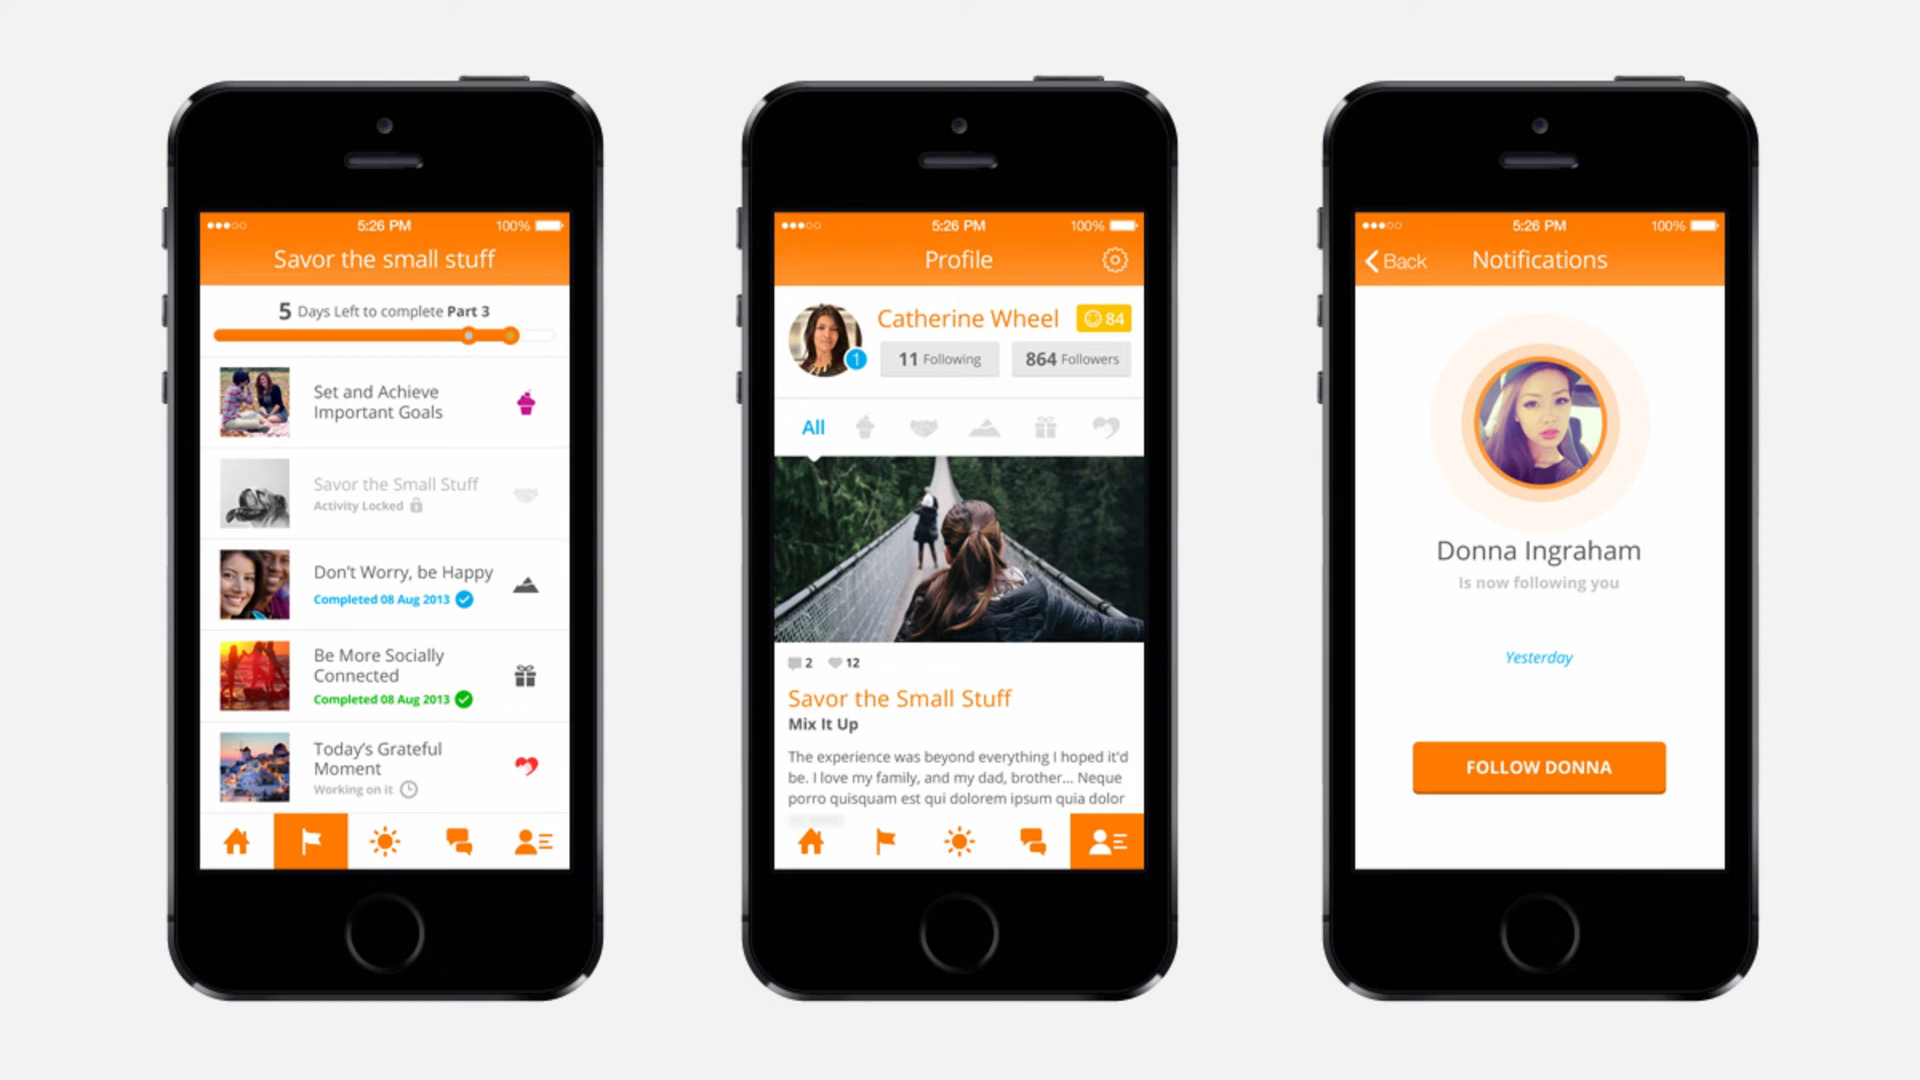 5:26 PM 100%
Savor the small stuff
5 Days Left to complete Part 3
Set and Achieve
Important Goals
Savor the Small Stuff
Activity Locked
Don't Worry, be Happy
Completed 08 Aug 2013
Be More Socially
Connected
Completed 08 Aug 2013
Today's Grateful
Moment
Working on it
5:26 PM 100%
Profile
Catherine Wheel 84
1
11 Following 864 Followers
All
2 12
Savor the Small Stuff
Mix It Up
The experience was beyond everything I hoped it'd
be. I love my family, and my dad, brother... Neque
porro quisquam est qui dolorem ipsum quia dolor
5:26 PM 100%
Back Notifications
Donna Ingraham
Is now following you
Yesterday
FOLLOW DONNA